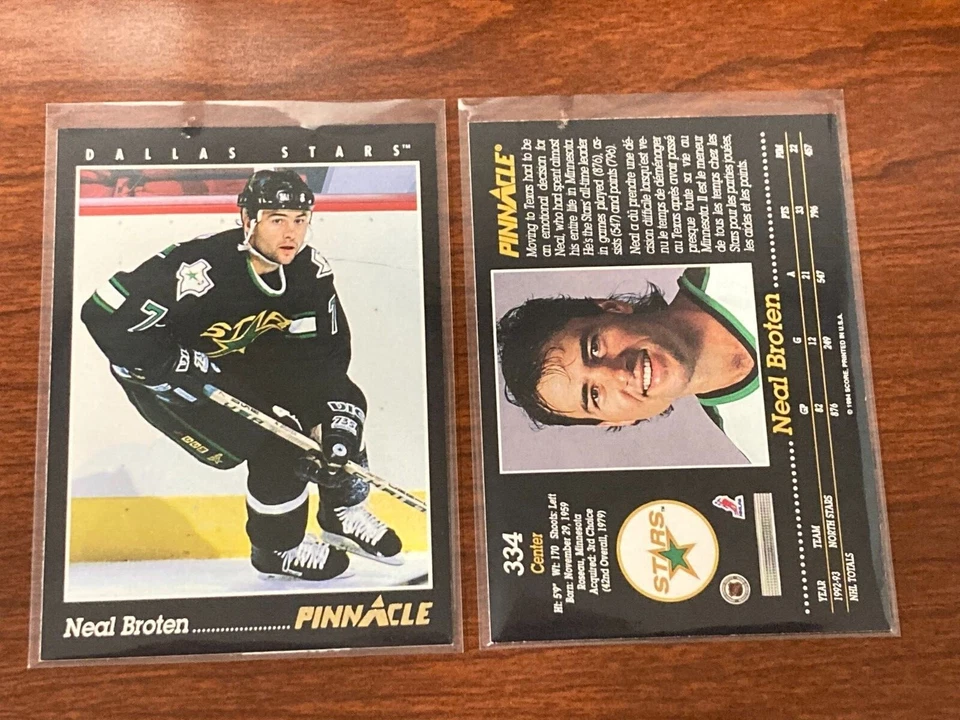 DALLAS STARS™
7
STARS
7
Neal Broten
PINNACLE
PINNACLE®
Moving to Texas had to be
an emotional decision for
Neal, who had spent almost
his entire life in Minnesota.
He's the Stars all-time leader
in games played (876), as-
sists (547) and points (796).
Neal a dû prendre une dé-
cision difficile lorsqu'est ve-
nu le temps de déménager
au Texas après avoir passé
presque toute sa vie au
Minnesota. Il est le meneur
de tous les temps chez les
Stars pour les parties jouées,
les aides et les points.
334
Center
Ht: 5'9" Wt: 170 Shoots: Left
Born: November 29, 1959
Roseau, Minnesota
Acquired: 3rd Choice
(42nd Overall, 1979)
STARS™
Neal Broten
YEAR TEAM GP G A PTS PIM
1992-93 NORTH STARS 82 12 21 33 22
NHL TOTALS 876 249 547 796 457
© 1994 SCORE, PRINTED IN U.S.A.